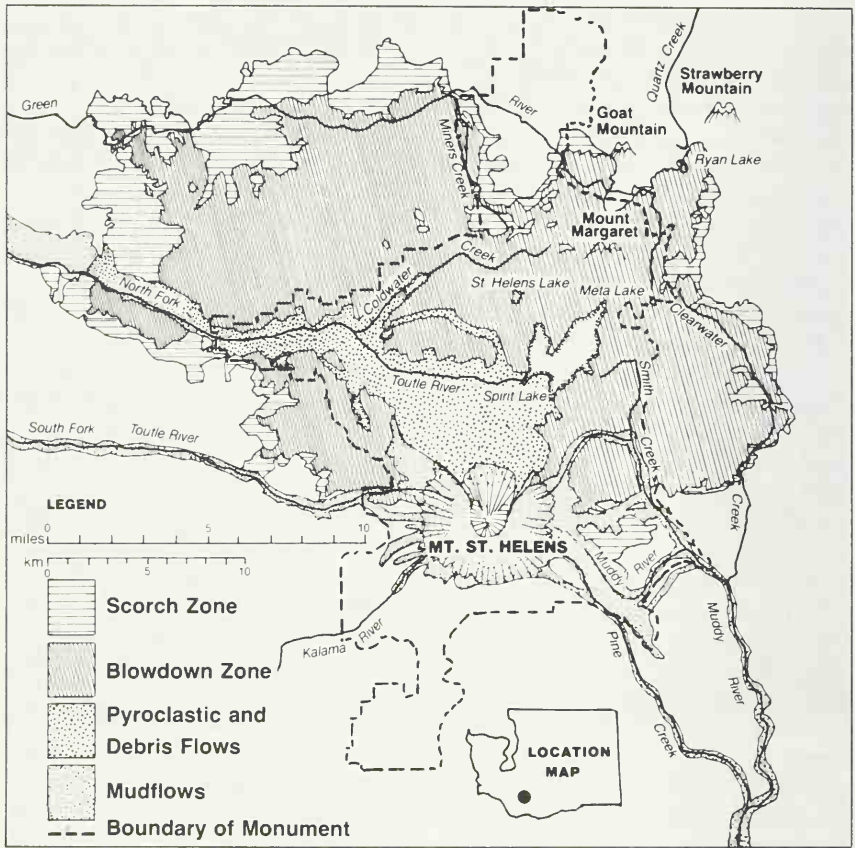 Green
River
Quartz Creek
Strawberry
Mountain
Goat
Mountain
Miners Creek
Ryan Lake
Mount
Margaret
Creek
Coldwater
St Helens Lake
Meta Lake
North Fork
Clearwater
Toutle River
Spirit Lake
Smith
Creek
South Fork
Toutle River
Creek
LEGEND
0 5 10
miles
km
0 5 10
MT. ST. HELENS
Muddy
River
Scorch Zone
Kalama River
Pine
Creek
Muddy
River
Blowdown Zone
Pyroclastic and
Debris Flows
LOCATION
MAP
Mudflows
Boundary of Monument